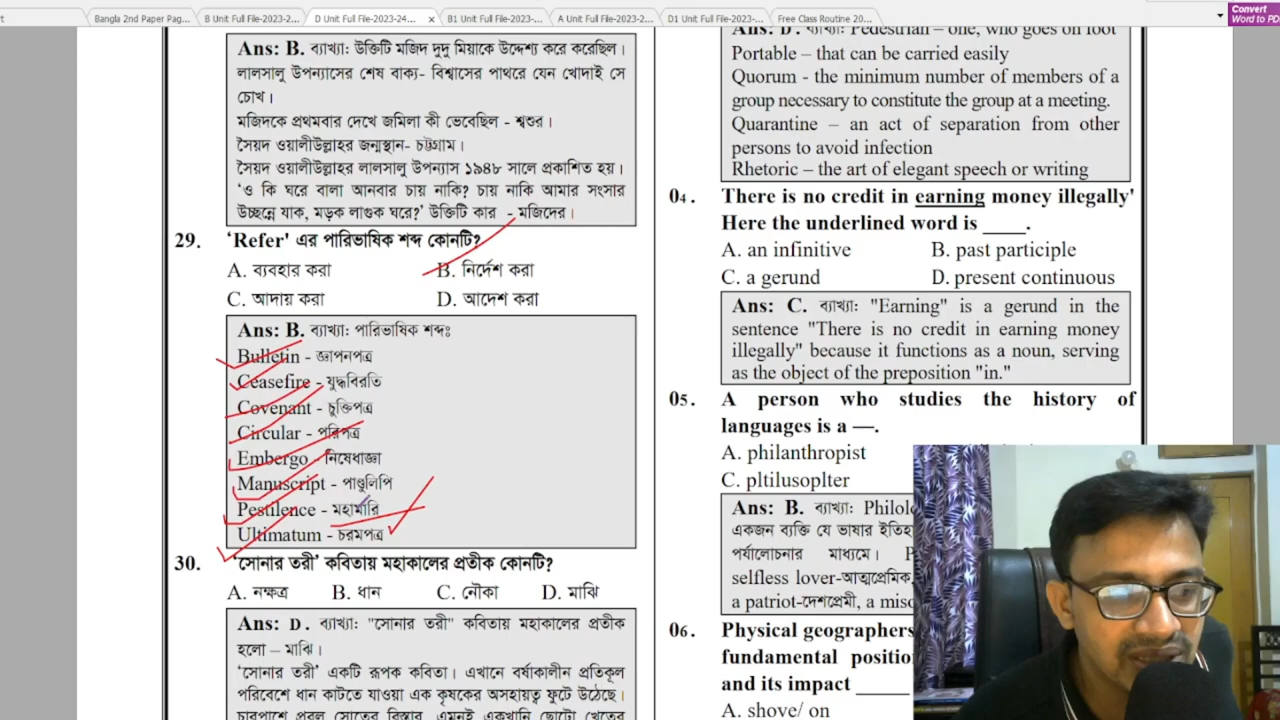 Bangla 2nd Paper Pag...
B Unit Full File-2023-2...
D Unit Full File-2023-24...
B1 Unit Full File-2023-...
A Unit Full File-2023-2...
D1 Unit Full File-2023-...
Free Class Routine 20...
Convert
Word to PD
Ans: B. ব্যাখ্যা: উক্তিটি মজিদ দুদু মিয়াকে উদ্দেশ্য করে করেছিল।
লালসালু উপন্যাসের শেষ বাক্য- বিশ্বাসের পাথরে যেন খোদাই সে
চোখ।
মজিদকে প্রথমবার দেখে জমিলা কী ভেবেছিল - শ্বশুর।
সৈয়দ ওয়ালীউল্লাহর জন্মস্থান- চট্টগ্রাম।
সৈয়দ ওয়ালীউল্লাহর লালসালু উপন্যাস ১৯৪৮ সালে প্রকাশিত হয়।
'ও কি ঘরে বালা আনবার চায় নাকি? চায় নাকি আমার সংসার
উচ্ছন্নে যাক, মড়ক লাগুক ঘরে?' উক্তিটি কার - মজিদের।
29. 'Refer' এর পারিভাষিক শব্দ কোনটি?
A. ব্যবহার করা B. নির্দেশ করা
C. আদায় করা D. আদেশ করা
Ans: B. ব্যাখ্যা: পারিভাষিক শব্দঃ
Bulletin - জ্ঞাপনপত্র
Ceasefire - যুদ্ধবিরতি
Covenant - চুক্তিপত্র
Circular - পরিপত্র
Embergo - নিষেধাজ্ঞা
Manuscript - পাণ্ডুলিপি
Pestilence - মহামারি
Ultimatum - চরমপত্র
30. 'সোনার তরী' কবিতায় মহাকালের প্রতীক কোনটি?
A. নক্ষত্র B. ধান C. নৌকা D. মাঝি
Ans: D. ব্যাখ্যা: "সোনার তরী" কবিতায় মহাকালের প্রতীক
হলো – মাঝি।
'সোনার তরী' একটি রূপক কবিতা। এখানে বর্ষাকালীন প্রতিকূল
পরিবেশে ধান কাটতে যাওয়া এক কৃষকের অসহায়ত্ব ফুটে উঠেছে।
চারপাশে প্রবল স্রোতের বিস্তার, এমনই একখানি ছোটো খেতের
Ans: D. ব্যাখ্যা: Pedestrian – one, who goes on foot
Portable – that can be carried easily
Quorum - the minimum number of members of a
group necessary to constitute the group at a meeting.
Quarantine – an act of separation from other
persons to avoid infection
Rhetoric – the art of elegant speech or writing
04. There is no credit in earning money illegally'
Here the underlined word is ____.
A. an infinitive B. past participle
C. a gerund D. present continuous
Ans: C. ব্যাখ্যা: "Earning" is a gerund in the
sentence "There is no credit in earning money
illegally" because it functions as a noun, serving
as the object of the preposition "in."
05. A person who studies the history of
languages is a —.
A. philanthropist
C. pltilusoplter
Ans: B. ব্যাখ্যা: Philol
একজন ব্যক্তি যে ভাষার ইতিহ
পর্যালোচনার মাধ্যমে। P
selfless lover-আত্মপ্রেমিক,
a patriot-দেশপ্রেমী, a miso
06. Physical geographers
fundamental positio
and its impact ____
A. shove/ on